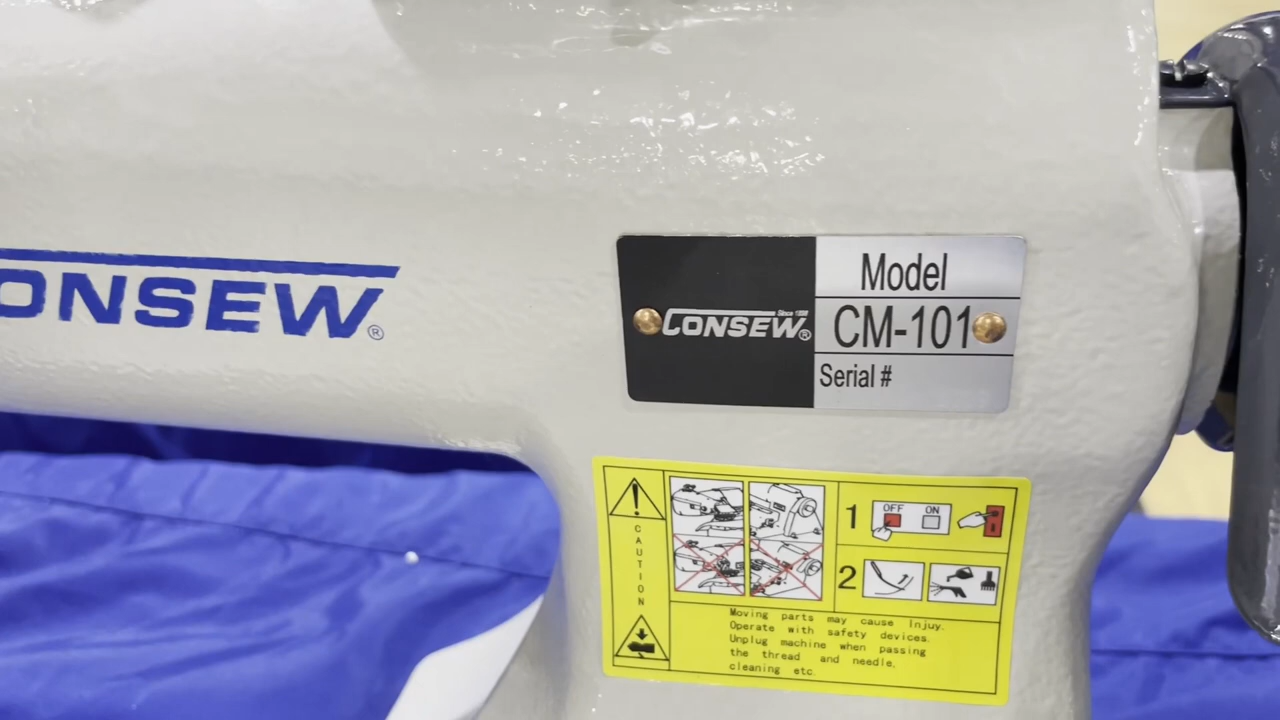 ONSEW®
CONSEW®
Since 1898
Model
CM-101
Serial #
CAUTION
1
OFF ON
2
Moving parts may cause Injuy.
Operate with safety devices.
Unplug machine when passing
the thread and needle,
cleaning etc.